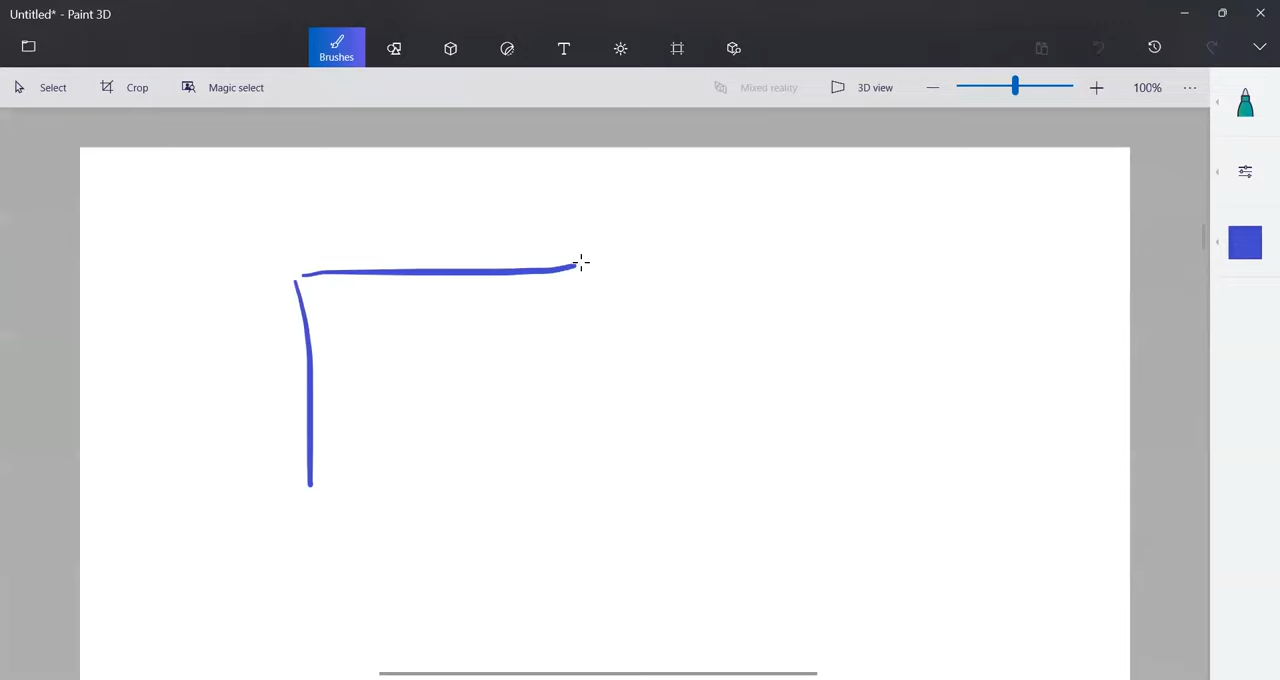 Untitled* - Paint 3D
Brushes
Select Crop Magic select Mixed reality 3D view 100%